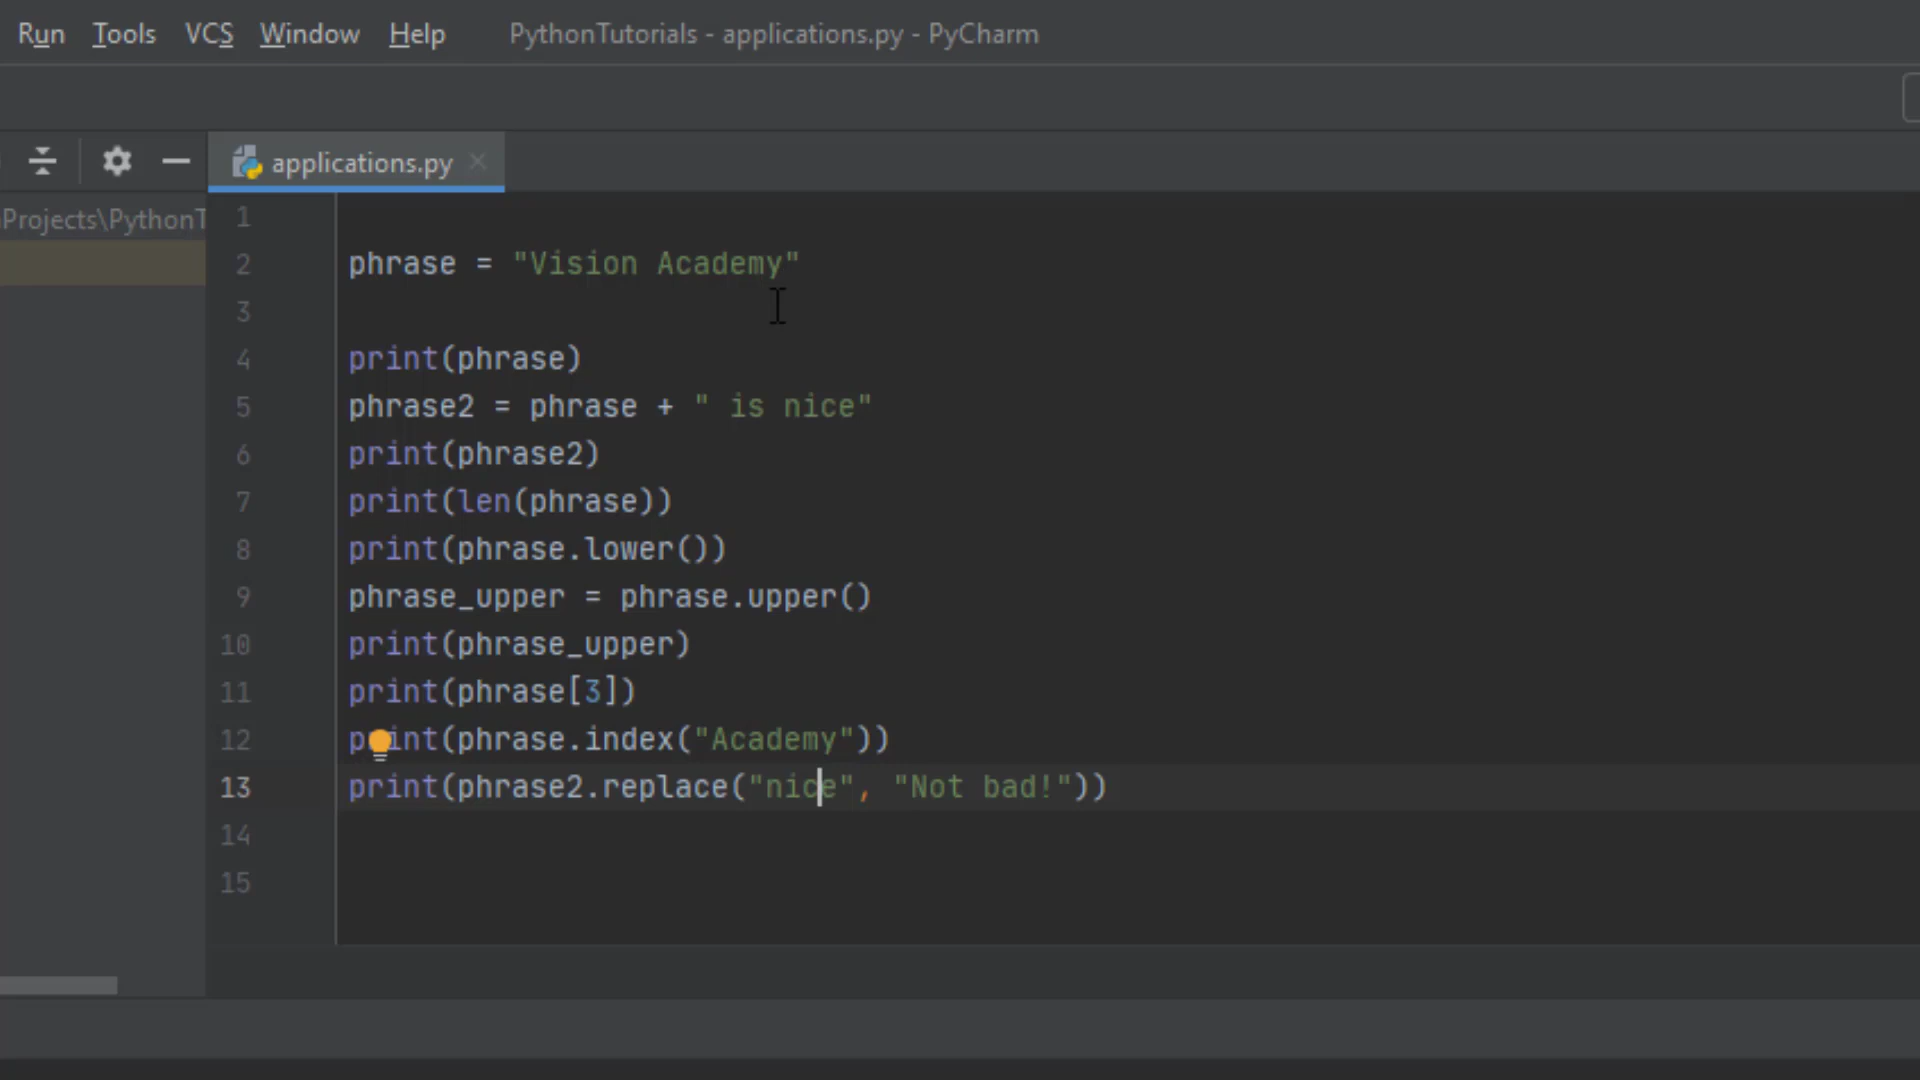 Run Tools VCS Window Help PythonTutorials - applications.py - PyCharm
applications.py
Projects\PythonT
1
2 phrase = "Vision Academy"
3
4 print(phrase)
5 phrase2 = phrase + " is nice"
6 print(phrase2)
7 print(len(phrase))
8 print(phrase.lower())
9 phrase_upper = phrase.upper()
10 print(phrase_upper)
11 print(phrase[3])
12 print(phrase.index("Academy"))
13 print(phrase2.replace("nice", "Not bad!"))
14
15